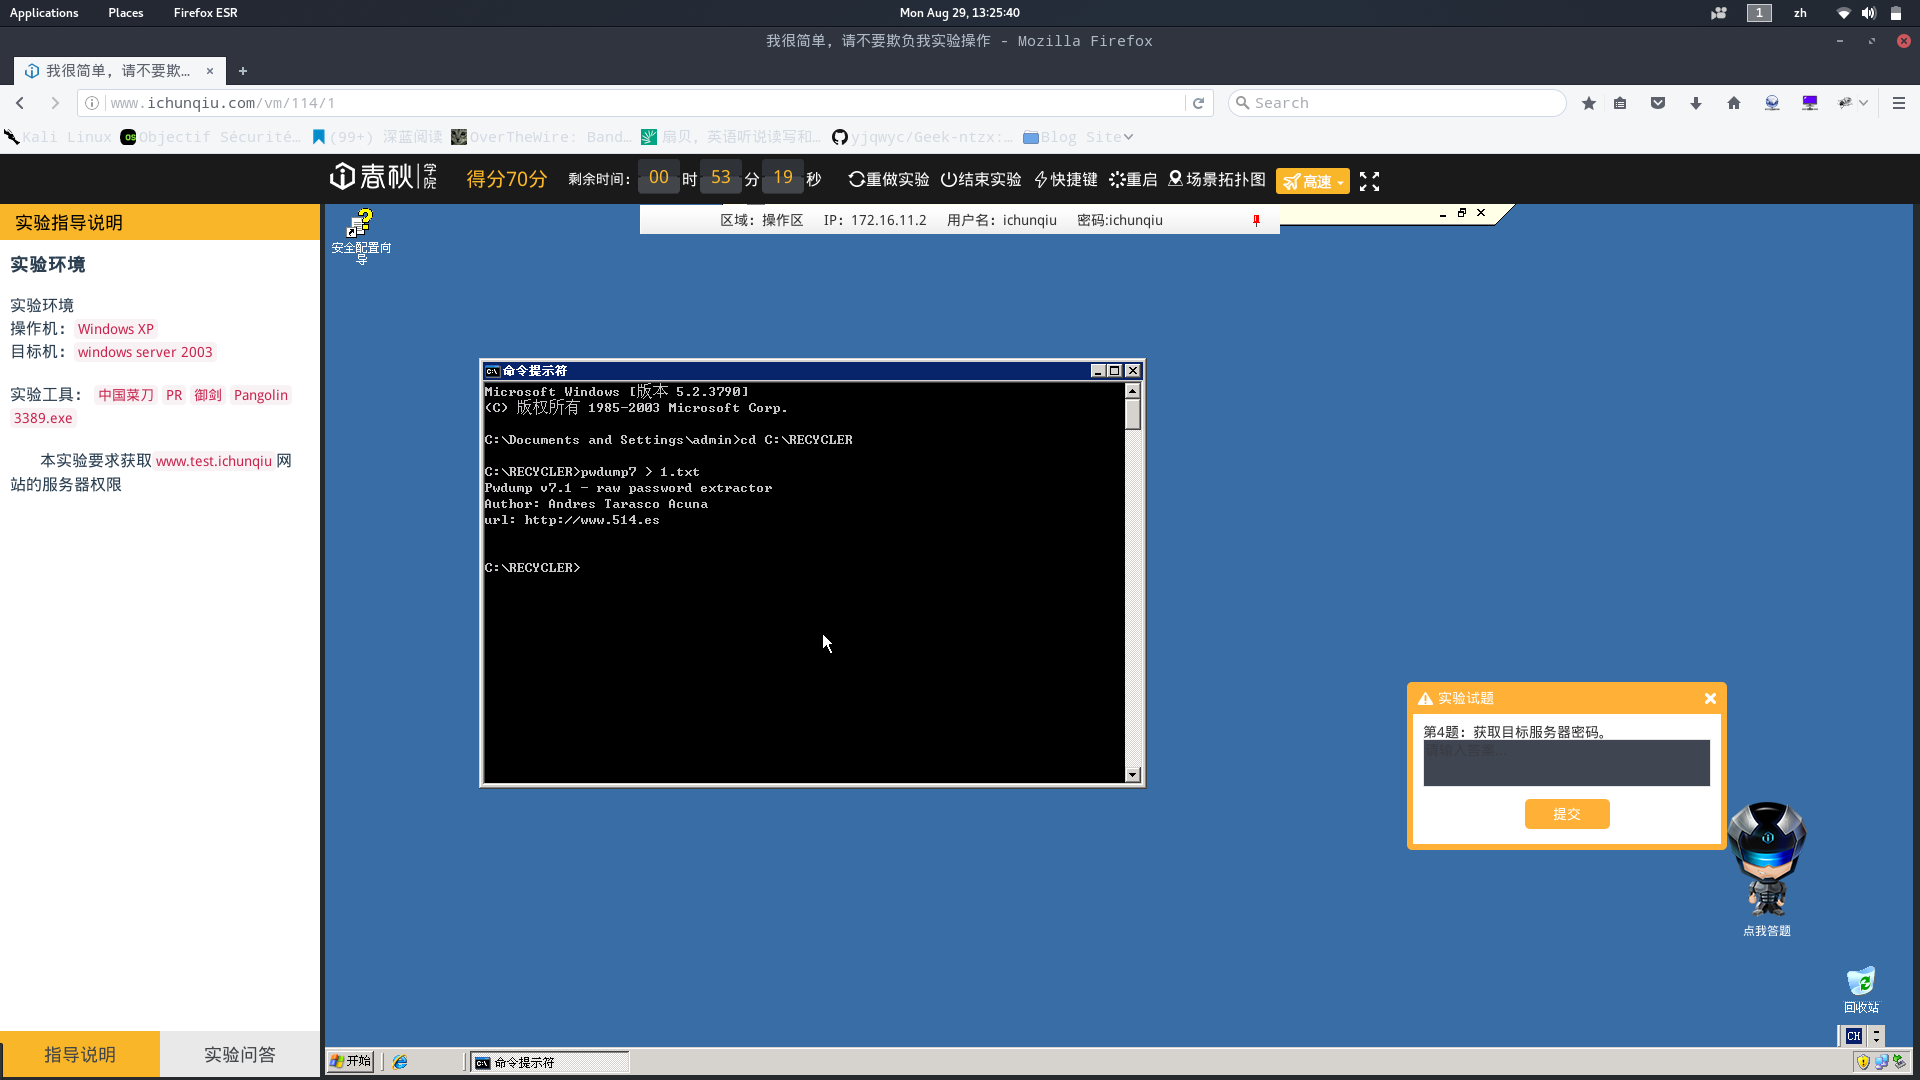 Applications Places Firefox ESR Mon Aug 29, 13:25:40 1 zh
我很简单，请不要欺负我实验操作 - Mozilla Firefox
我很简单，请不要欺...
www.ichunqiu.com/vm/114/1 Search
Kali Linux Objectif Sécurité… (99+) 深蓝阅读 OverTheWire: Band… 扇贝，英语听说读写和… yjqwyc/Geek-ntzx:… Blog Site
春秋 学院 得分70分 剩余时间： 00 时 53 分 19 秒 重做实验 结束实验 快捷键 重启 场景拓扑图 高速
实验指导说明
区域：操作区 IP：172.16.11.2 用户名：ichunqiu 密码:ichunqiu
安全配置向导
实验环境
实验环境
操作机： Windows XP
目标机： windows server 2003
实验工具： 中国菜刀 PR 御剑 Pangolin
3389.exe
本实验要求获取 www.test.ichunqiu 网
站的服务器权限
命令提示符
Microsoft Windows [版本 5.2.3790]
(C) 版权所有 1985-2003 Microsoft Corp.
C:\Documents and Settings\admin>cd C:\RECYCLER
C:\RECYCLER>pwdump7 > 1.txt
Pwdump v7.1 - raw password extractor
Author: Andres Tarasco Acuna
url: http://www.514.es
C:\RECYCLER>
实验试题
第4题：获取目标服务器密码。
请输入答案...
提交
点我答题
回收站
CH
指导说明 实验问答
开始 命令提示符